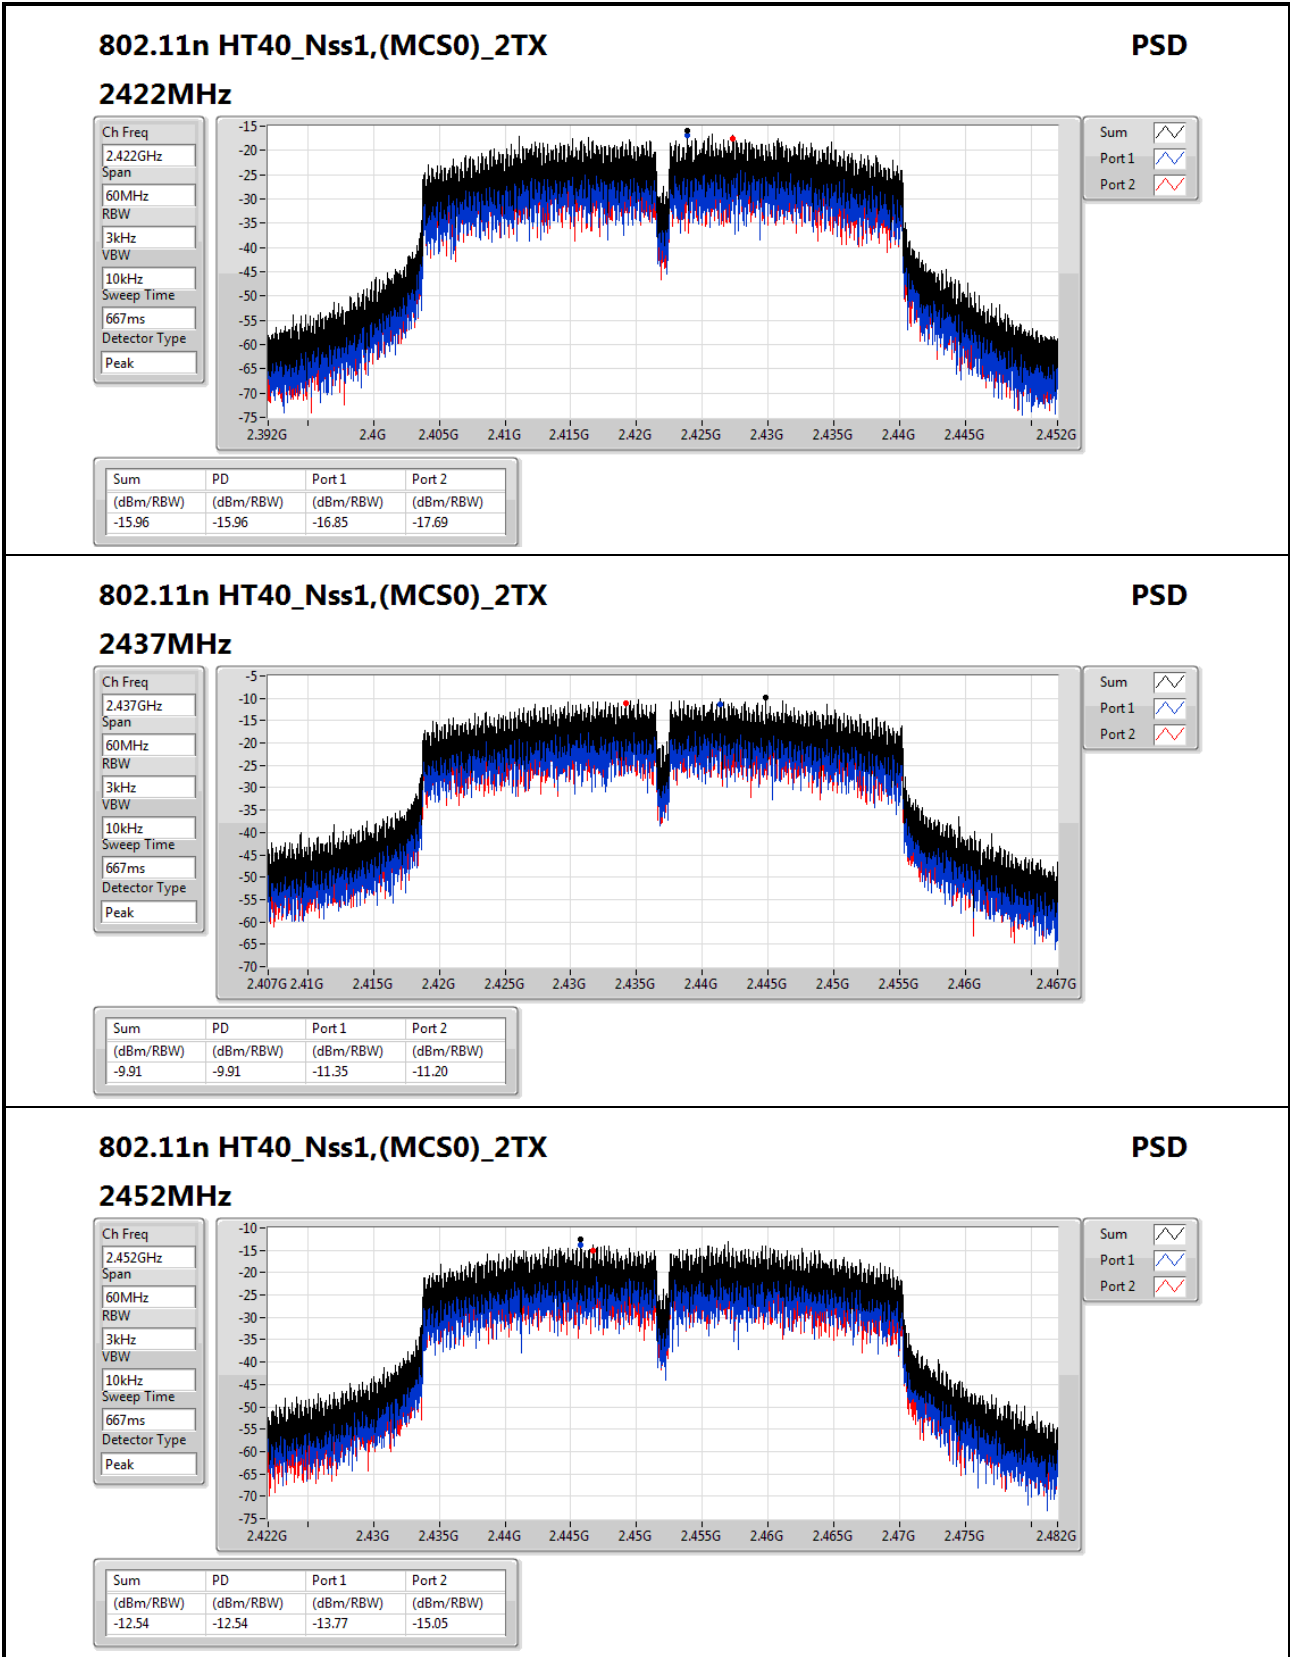 802.11n HT40_Nss1,(MCS0)_2TX PSD
2422MHz
Ch Freq
2.422GHz
Span
60MHz
RBW
3kHz
VBW
10kHz
Sweep Time
667ms
Detector Type
Peak
-15
-20
-25
-30
-35
-40
-45
-50
-55
-60
-65
-70
-75
2.392G 2.4G 2.405G 2.41G 2.415G 2.42G 2.425G 2.43G 2.435G 2.44G 2.445G 2.452G
Sum
Port 1
Port 2
Sum PD Port 1 Port 2
(dBm/RBW) (dBm/RBW) (dBm/RBW) (dBm/RBW)
-15.96 -15.96 -16.85 -17.69
802.11n HT40_Nss1,(MCS0)_2TX PSD
2437MHz
Ch Freq
2.437GHz
Span
60MHz
RBW
3kHz
VBW
10kHz
Sweep Time
667ms
Detector Type
Peak
-5
-10
-15
-20
-25
-30
-35
-40
-45
-50
-55
-60
-65
-70
2.407G 2.41G 2.415G 2.42G 2.425G 2.43G 2.435G 2.44G 2.445G 2.45G 2.455G 2.46G 2.467G
Sum
Port 1
Port 2
Sum PD Port 1 Port 2
(dBm/RBW) (dBm/RBW) (dBm/RBW) (dBm/RBW)
-9.91 -9.91 -11.35 -11.20
802.11n HT40_Nss1,(MCS0)_2TX PSD
2452MHz
Ch Freq
2.452GHz
Span
60MHz
RBW
3kHz
VBW
10kHz
Sweep Time
667ms
Detector Type
Peak
-10
-15
-20
-25
-30
-35
-40
-45
-50
-55
-60
-65
-70
-75
2.422G 2.43G 2.435G 2.44G 2.445G 2.45G 2.455G 2.46G 2.465G 2.47G 2.475G 2.482G
Sum
Port 1
Port 2
Sum PD Port 1 Port 2
(dBm/RBW) (dBm/RBW) (dBm/RBW) (dBm/RBW)
-12.54 -12.54 -13.77 -15.05